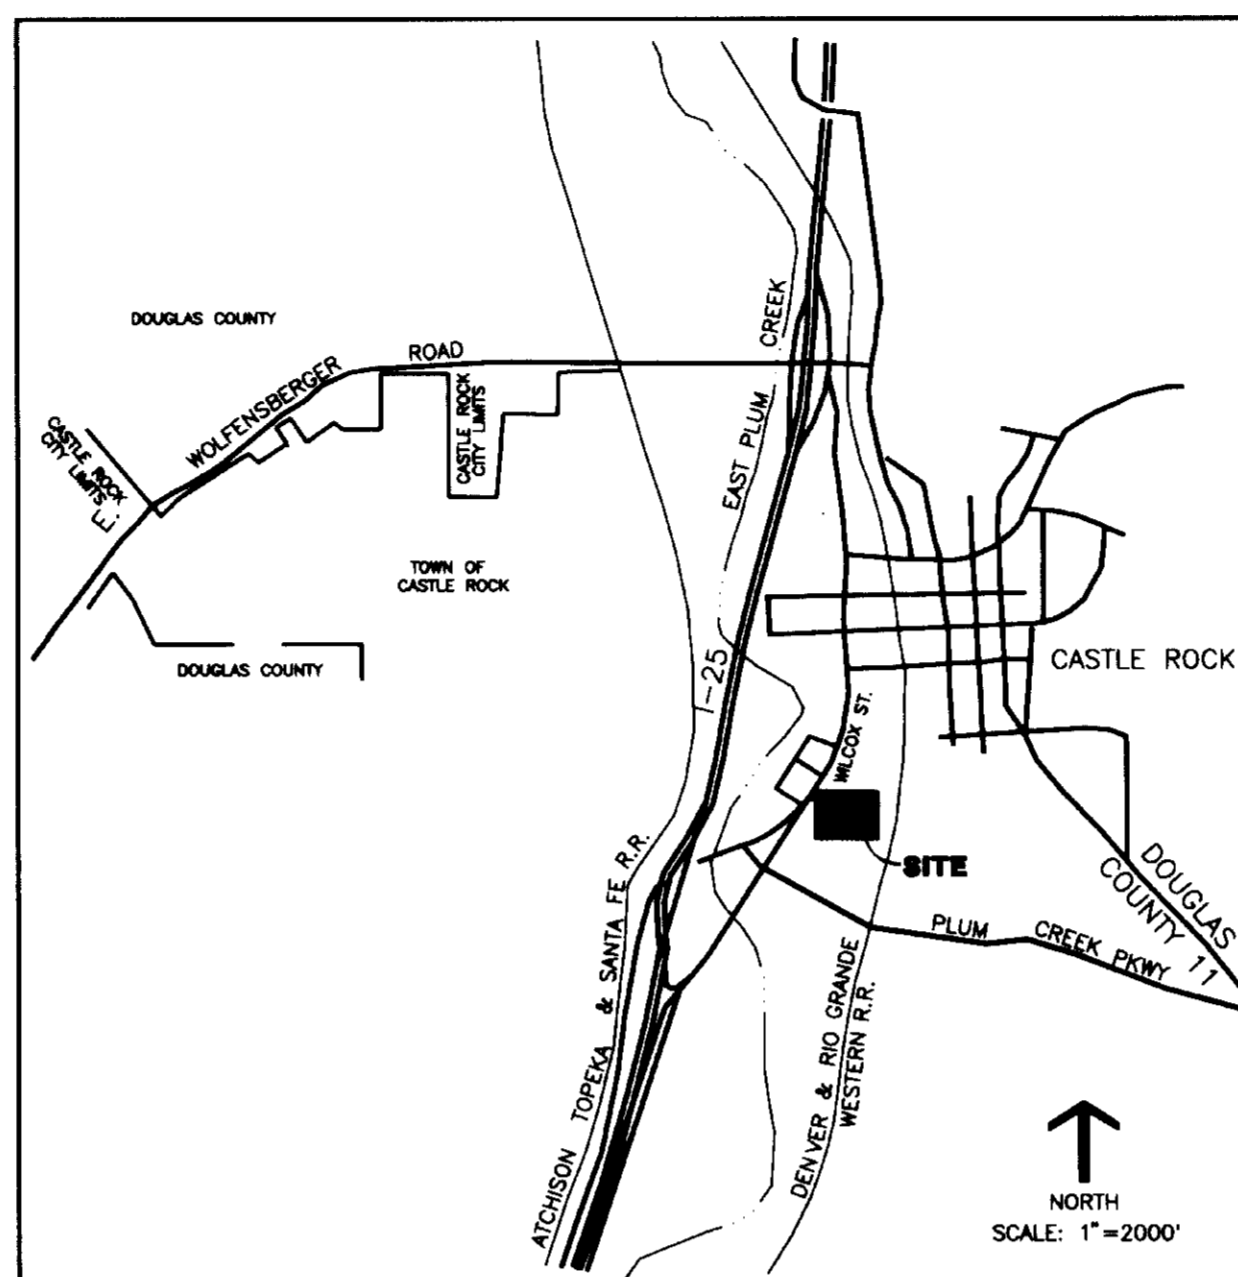 DOUGLAS COUNTY
WOLFENSBERGER ROAD
CREEK
EAST PLUM
CASTLE ROCK
CITY LIMITS
CASTLE ROCK
CITY LIMITS
TOWN OF
CASTLE ROCK
DOUGLAS COUNTY
I-25
CASTLE ROCK
WILCOX ST.
SITE
DOUGLAS
COUNTY 11
PLUM CREEK PKWY
ATCHISON TOPEKA & SANTA FE R.R.
DENVER & RIO GRANDE
WESTERN R.R.
NORTH
SCALE: 1"=2000'